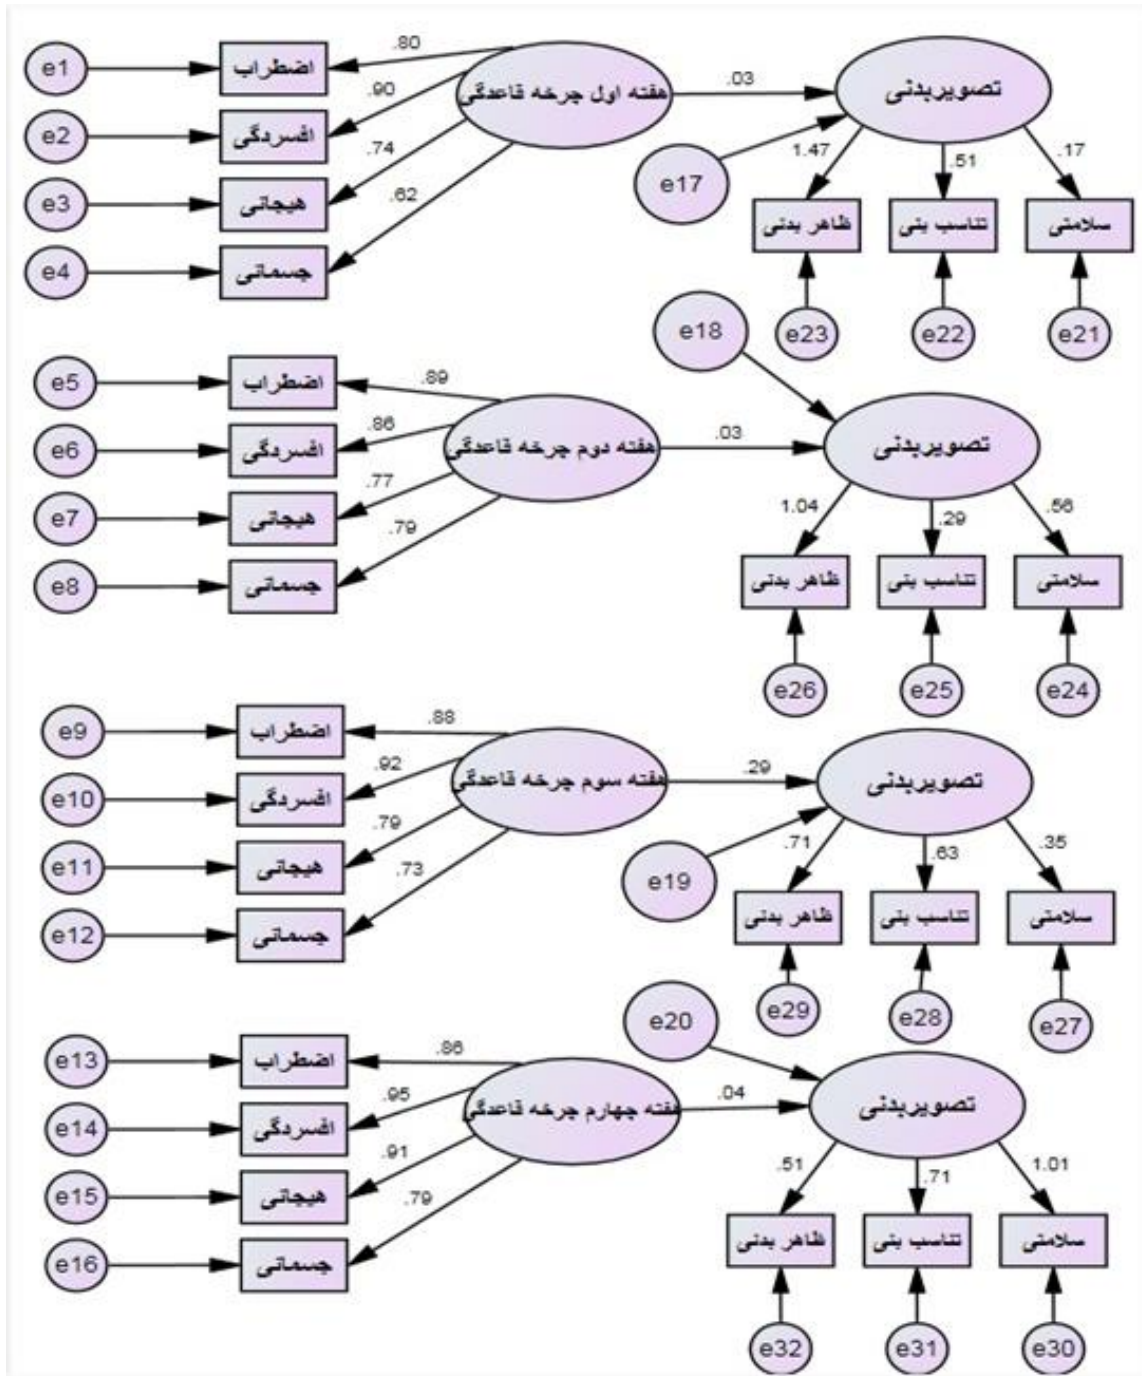 e1
اضطراب
.80
هفته اول چرخه قاعدگی
.03
تصویربدنی
e2
افسردگی
.90
e3
هیجانی
.74
e4
جسمانی
.62
e17
1.47
.51
.17
ظاهر بدنی
تناسب بنی
سلامتی
e23
e22
e21
e18
e5
اضطراب
.89
هفته دوم چرخه قاعدگی
.03
تصویربدنی
e6
افسردگی
.86
e7
هیجانی
.77
e8
جسمانی
.79
1.04
.29
.56
ظاهر بدنی
تناسب بنی
سلامتی
e26
e25
e24
e9
اضطراب
.88
هفته سوم چرخه قاعدگی
.29
تصویربدنی
e10
افسردگی
.92
e11
هیجانی
.79
e12
جسمانی
.73
e19
.71
.63
.35
ظاهر بدنی
تناسب بنی
سلامتی
e29
e28
e27
e20
e13
اضطراب
.86
هفته چهارم چرخه قاعدگی
.04
تصویربدنی
e14
افسردگی
.95
e15
هیجانی
.91
e16
جسمانی
.79
.51
.71
1.01
ظاهر بدنی
تناسب بنی
سلامتی
e32
e31
e30